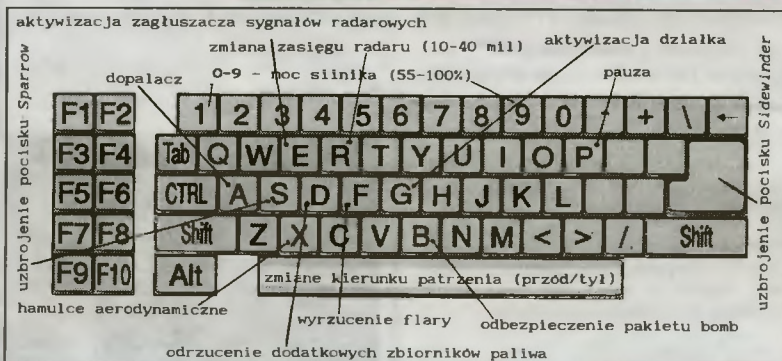 aktywizacja zagłuszacza sygnałów radarowych
zmiana zasięgu radaru (10-40 mil)
aktywizacja działka
dopalacz
0-9 - moc silnika (55-100%)
pauza
uzbrojenie pocisku Sparrow
uzbrojenie pocisku Sidewinder
F1 F2 1 2 3 4 5 6 7 8 9 0 - + \ ←
F3 F4 Tab Q W E R T Y U I O P
F5 F6 CTRL A S D F G H J K L
F7 F8 Shift Z X C V B N M < > / Shift
F9 F10 Alt zmiane kierunku patrzenia (przód/tył)
hamulce aerodynamiczne
wyrzucenie flary
odbezpieczenie pakietu bomb
odrzucenie dodatkowych zbiorników paliwa